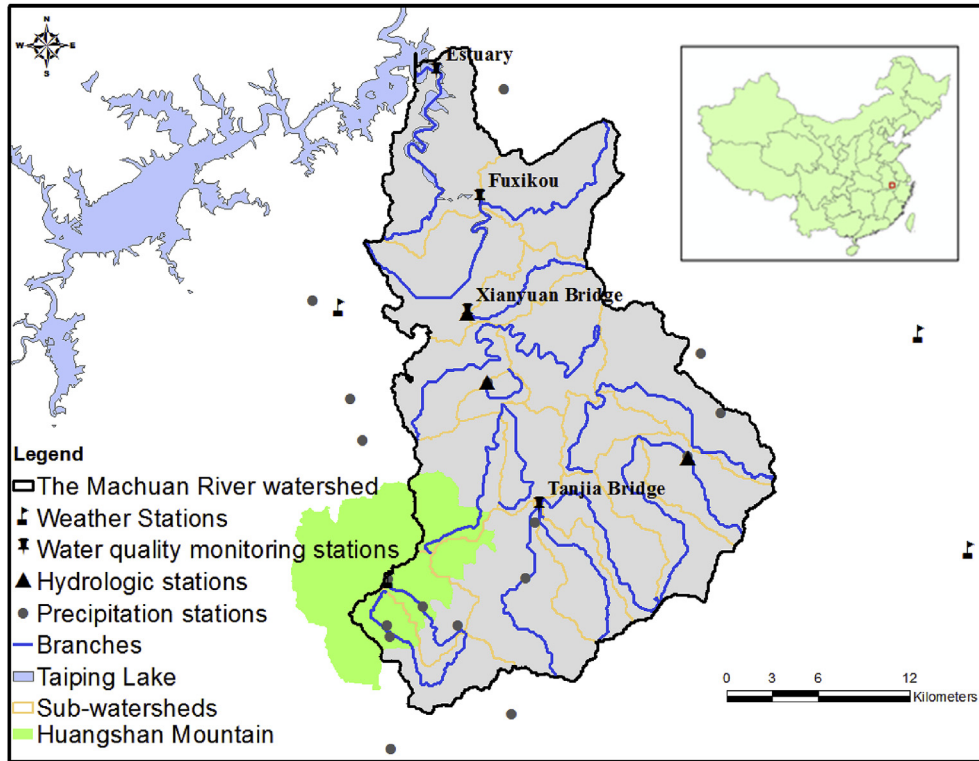 N
W E
S
Estuary
Fuxikou
Xianyuan Bridge
Tanjia Bridge
Legend
The Machuan River watershed
Weather Stations
Water quality monitoring stations
Hydrologic stations
Precipitation stations
Branches
Taiping Lake
Sub-watersheds
Huangshan Mountain
0 3 6 12
Kilometers